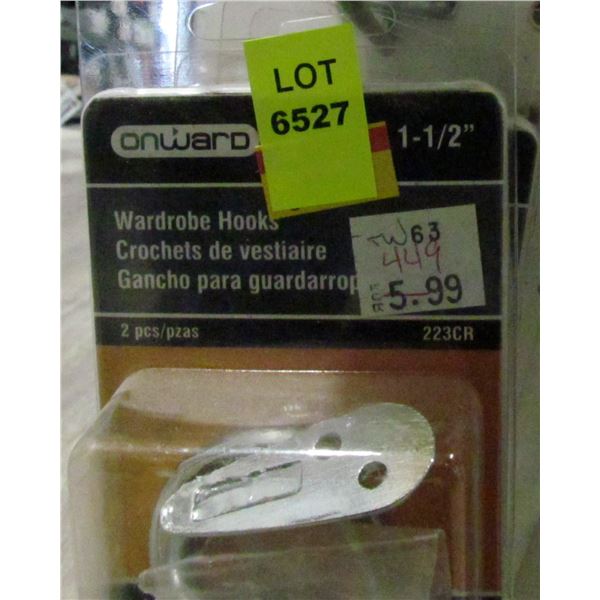 LOT
6527
onward
1-1/2"
Wardrobe Hooks
Crochets de vestiaire
Gancho para guardarrop
63
449
5.99
2 pcs/pzas
223CR